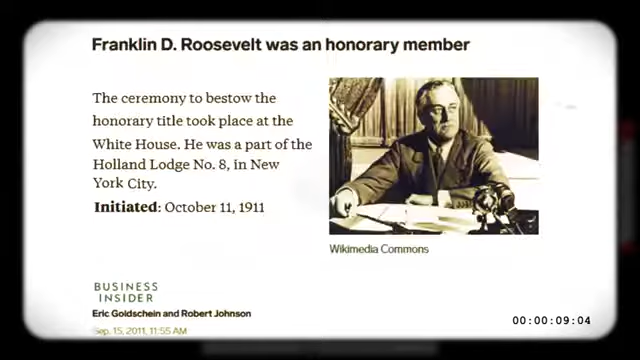 Franklin D. Roosevelt was an honorary member
The ceremony to bestow the
honorary title took place at the
White House. He was a part of the
Holland Lodge No. 8, in New
York City.
Initiated: October 11, 1911
Wikimedia Commons
BUSINESS
INSIDER
Eric Goldschein and Robert Johnson
Sep. 15, 2011, 11:55 AM
00:00:09:04